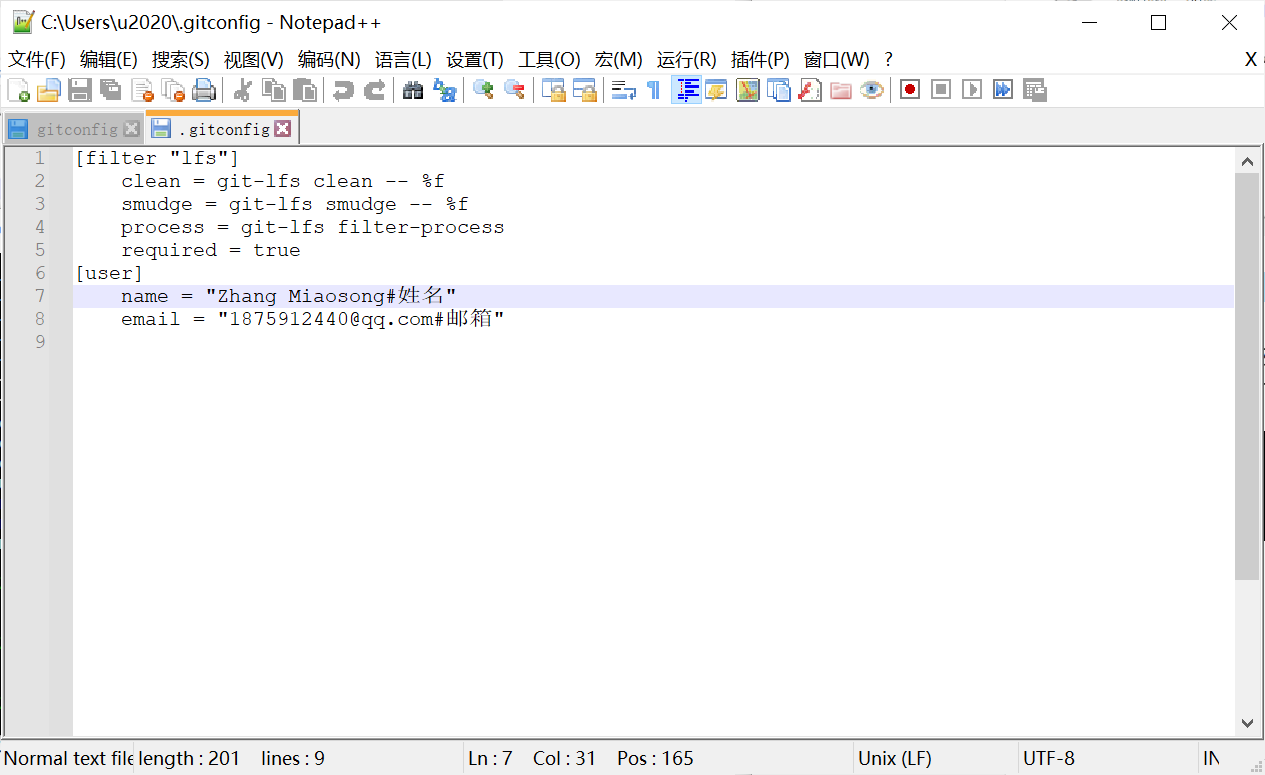 C:\Users\u2020\.gitconfig - Notepad++
文件(F) 编辑(E) 搜索(S) 视图(V) 编码(N) 语言(L) 设置(T) 工具(O) 宏(M) 运行(R) 插件(P) 窗口(W) ? X
gitconfig .gitconfig
1 [filter "lfs"]
2 clean = git-lfs clean -- %f
3 smudge = git-lfs smudge -- %f
4 process = git-lfs filter-process
5 required = true
6 [user]
7 name = "Zhang Miaosong#姓名"
8 email = "1875912440@qq.com#邮箱"
9
Normal text file length : 201 lines : 9 Ln : 7 Col : 31 Pos : 165 Unix (LF) UTF-8 IN